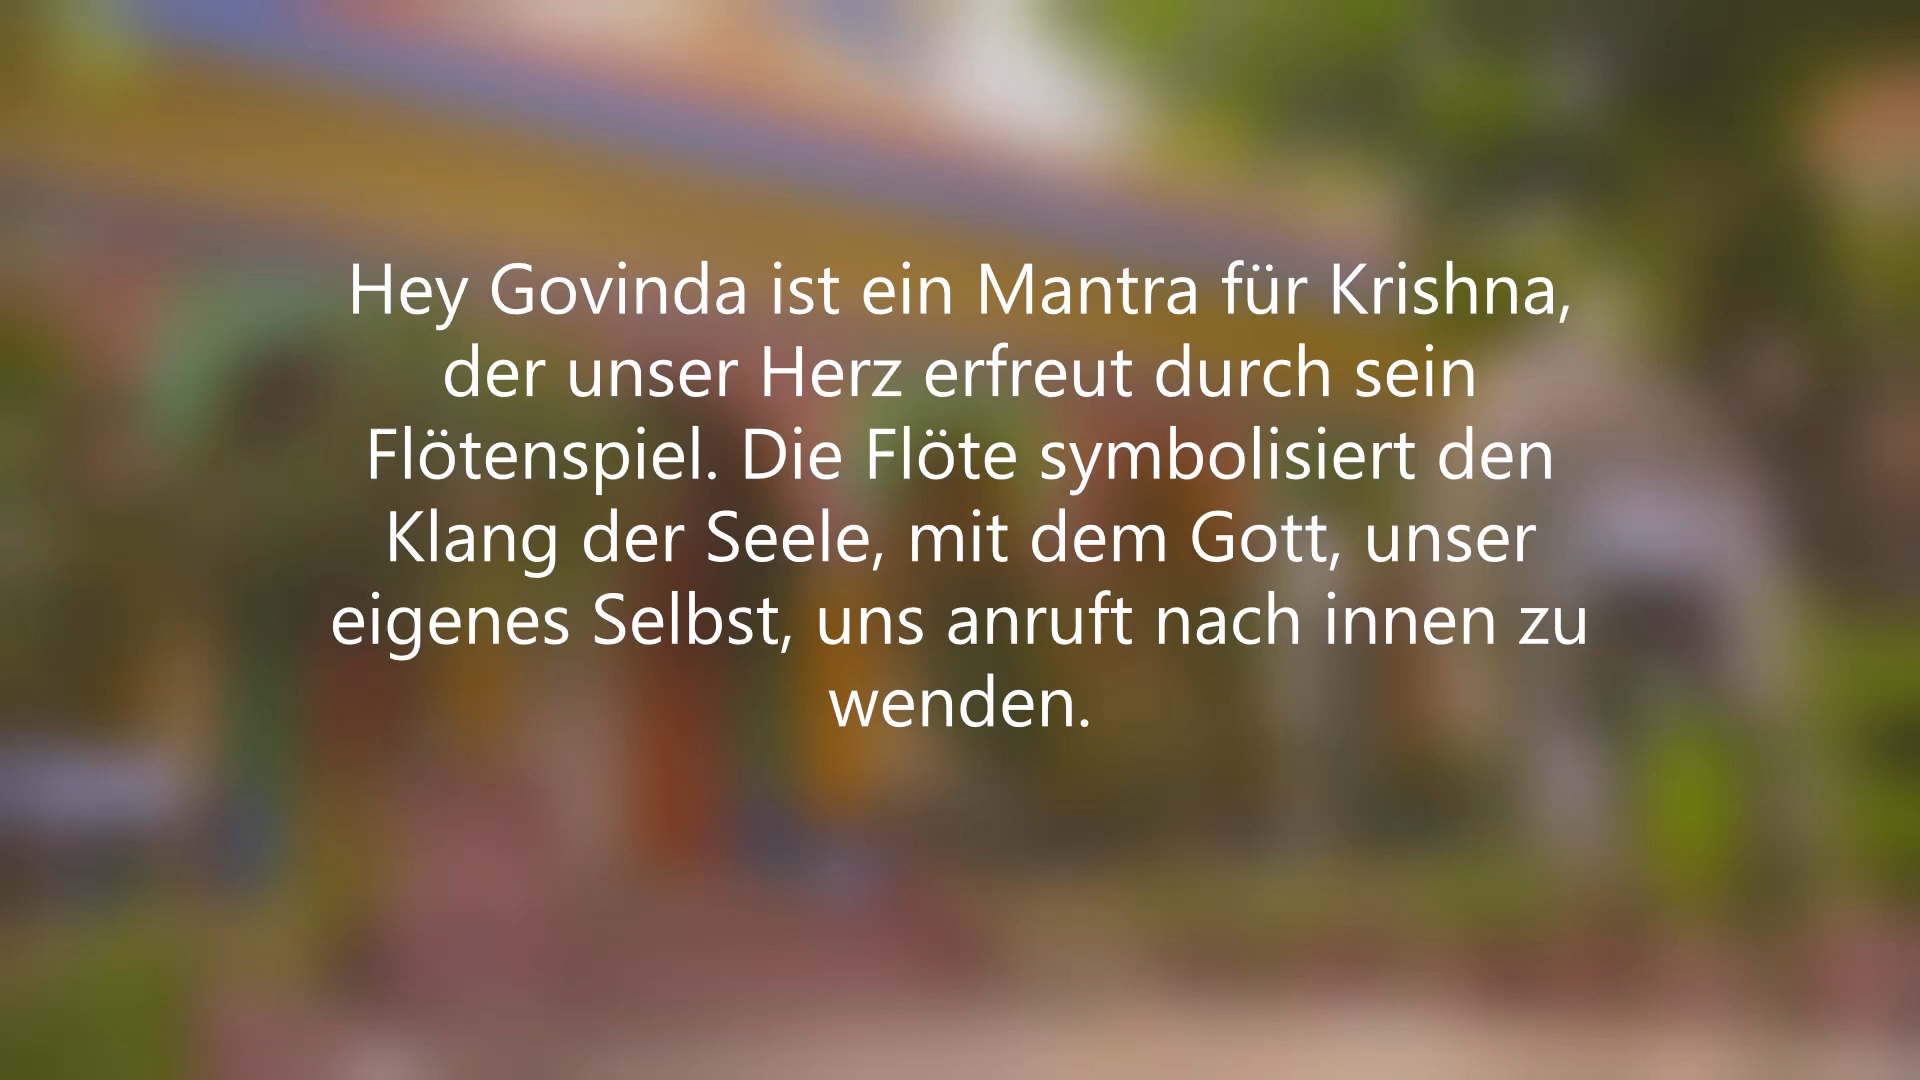 Hey Govinda ist ein Mantra für Krishna,
der unser Herz erfreut durch sein
Flötenspiel. Die Flöte symbolisiert den
Klang der Seele, mit dem Gott, unser
eigenes Selbst, uns anruft nach innen zu
wenden.